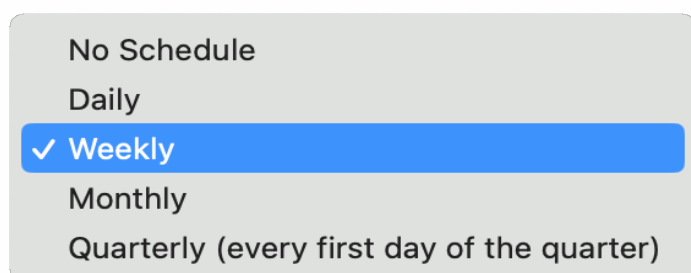 No Schedule
Daily
Weekly
Monthly
Quarterly (every first day of the quarter)